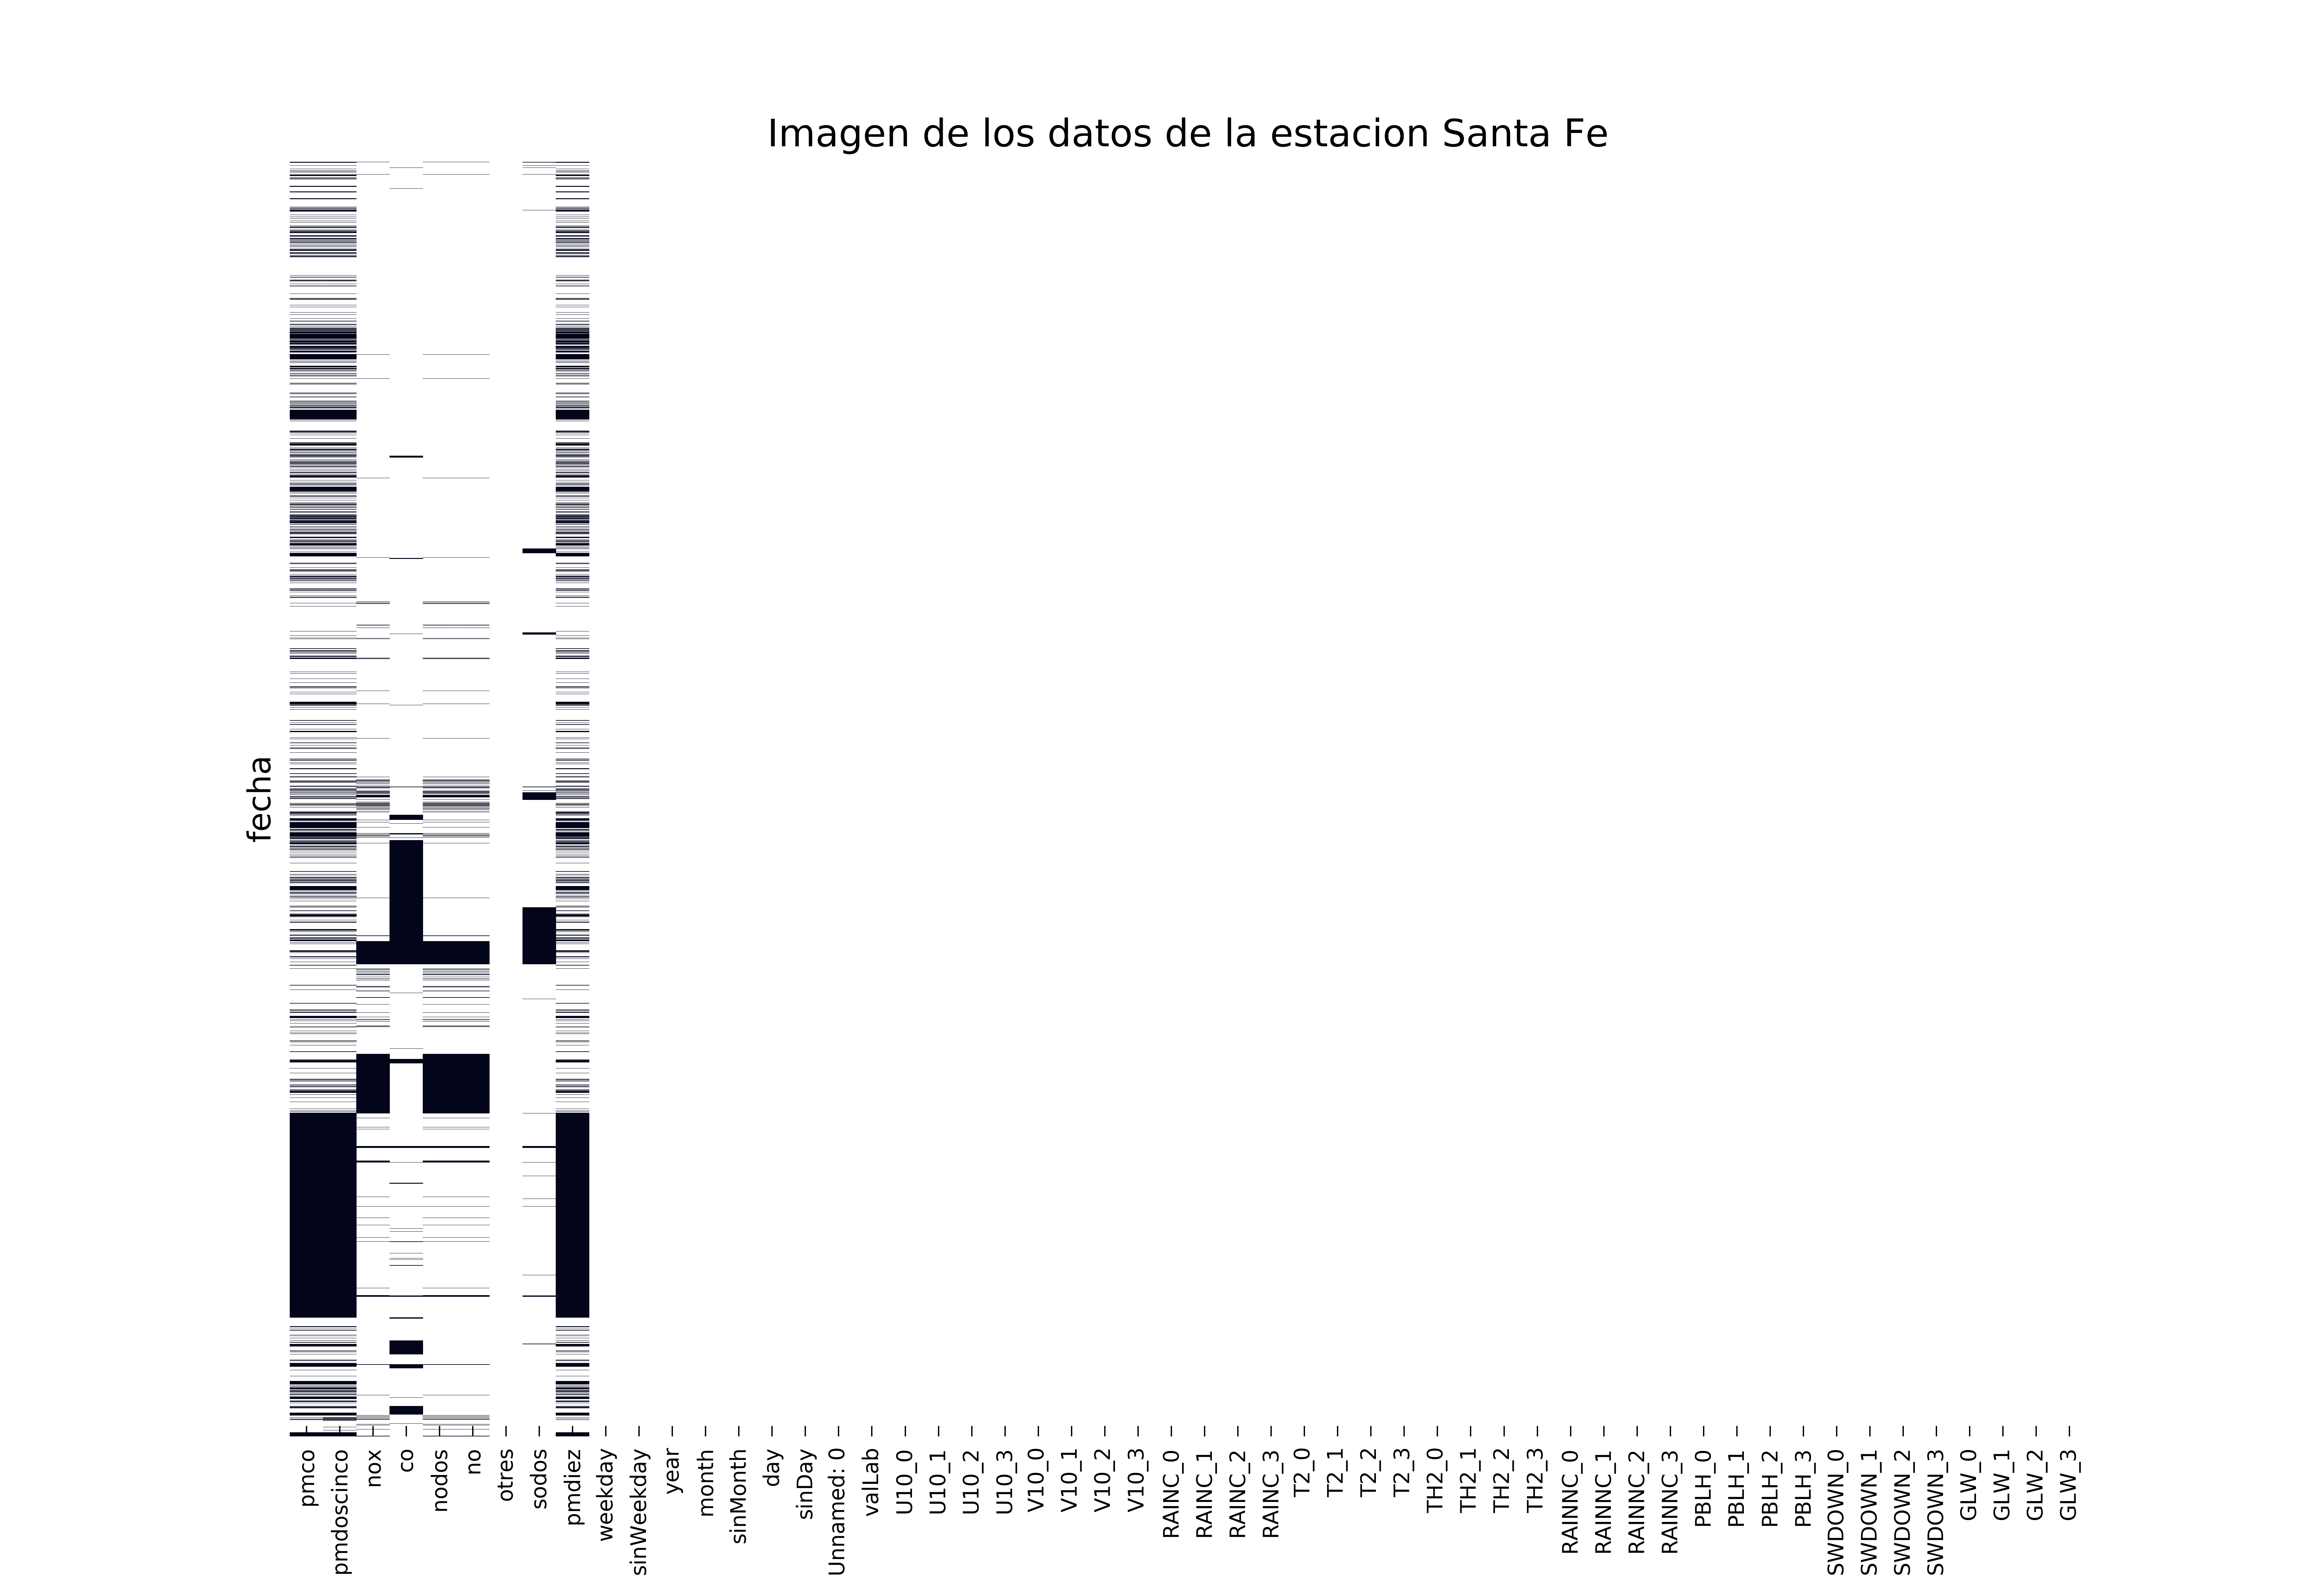 Imagen de los datos de la estacion Santa Fe
fecha
pmco
pmdoscinco
nox
co
nodos
no
otres
sodos
pmdiez
weekday
sinWeekday
year
month
sinMonth
day
sinDay
Unnamed: 0
valLab
U10_0
U10_1
U10_2
U10_3
V10_0
V10_1
V10_2
V10_3
RAINC_0
RAINC_1
RAINC_2
RAINC_3
T2_0
T2_1
T2_2
T2_3
TH2_0
TH2_1
TH2_2
TH2_3
RAINNC_0
RAINNC_1
RAINNC_2
RAINNC_3
PBLH_0
PBLH_1
PBLH_2
PBLH_3
SWDOWN_0
SWDOWN_1
SWDOWN_2
SWDOWN_3
GLW_0
GLW_1
GLW_2
GLW_3